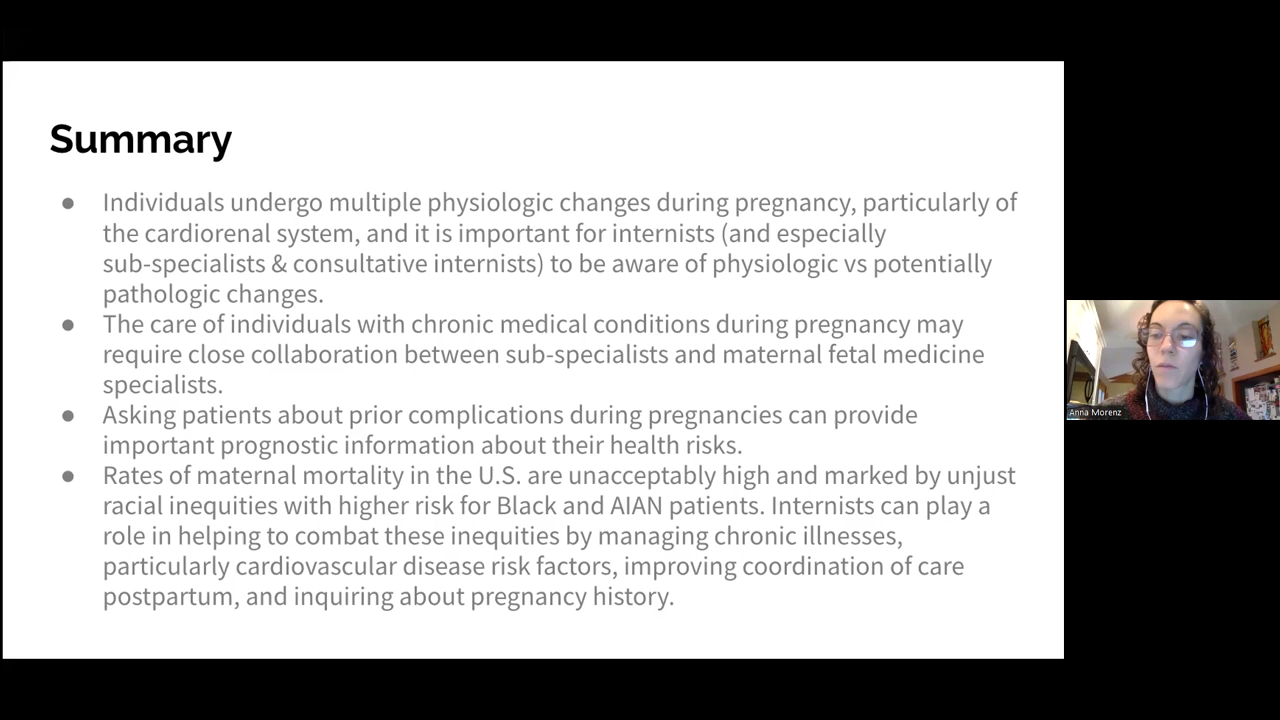 Summary
● Individuals undergo multiple physiologic changes during pregnancy, particularly of
the cardiorenal system, and it is important for internists (and especially
sub-specialists & consultative internists) to be aware of physiologic vs potentially
pathologic changes.
● The care of individuals with chronic medical conditions during pregnancy may
require close collaboration between sub-specialists and maternal fetal medicine
specialists.
● Asking patients about prior complications during pregnancies can provide
important prognostic information about their health risks.
● Rates of maternal mortality in the U.S. are unacceptably high and marked by unjust
racial inequities with higher risk for Black and AIAN patients. Internists can play a
role in helping to combat these inequities by managing chronic illnesses,
particularly cardiovascular disease risk factors, improving coordination of care
postpartum, and inquiring about pregnancy history.
Anna Morenz